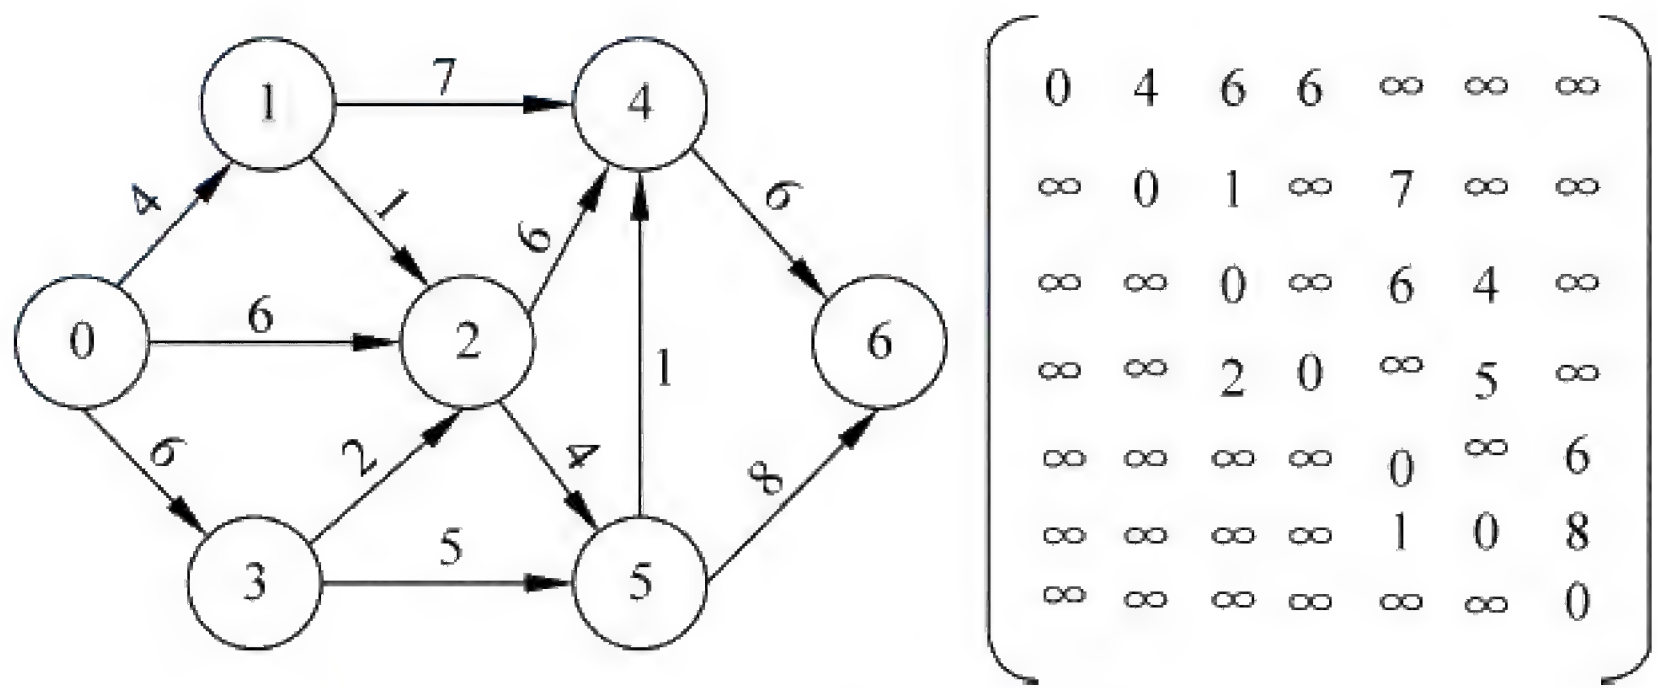 1 7 4
4 1 6 6
0 6 2 6
1
6 2 4 8
3 5 5
0 4 6 6 ∞ ∞ ∞
∞ 0 1 ∞ 7 ∞ ∞
∞ ∞ 0 ∞ 6 4 ∞
∞ ∞ 2 0 ∞ 5 ∞
∞ ∞ ∞ ∞ 0 ∞ 6
∞ ∞ ∞ ∞ 1 0 8
∞ ∞ ∞ ∞ ∞ ∞ 0